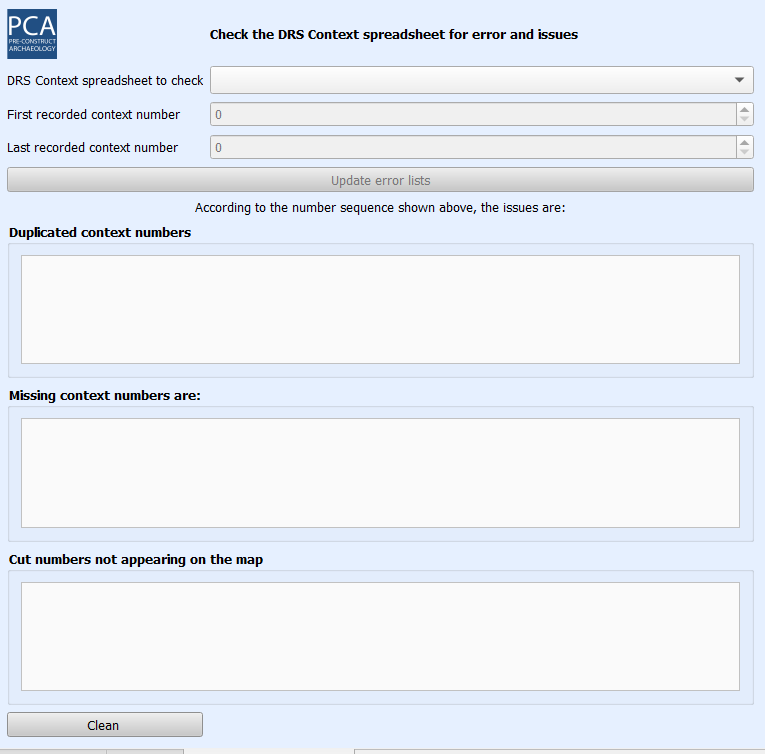 PCA
PRE-CONSTRUCT
ARCHAEOLOGY
Check the DRS Context spreadsheet for error and issues
DRS Context spreadsheet to check
First recorded context number 0
Last recorded context number 0
Update error lists
According to the number sequence shown above, the issues are:
Duplicated context numbers
Missing context numbers are:
Cut numbers not appearing on the map
Clean